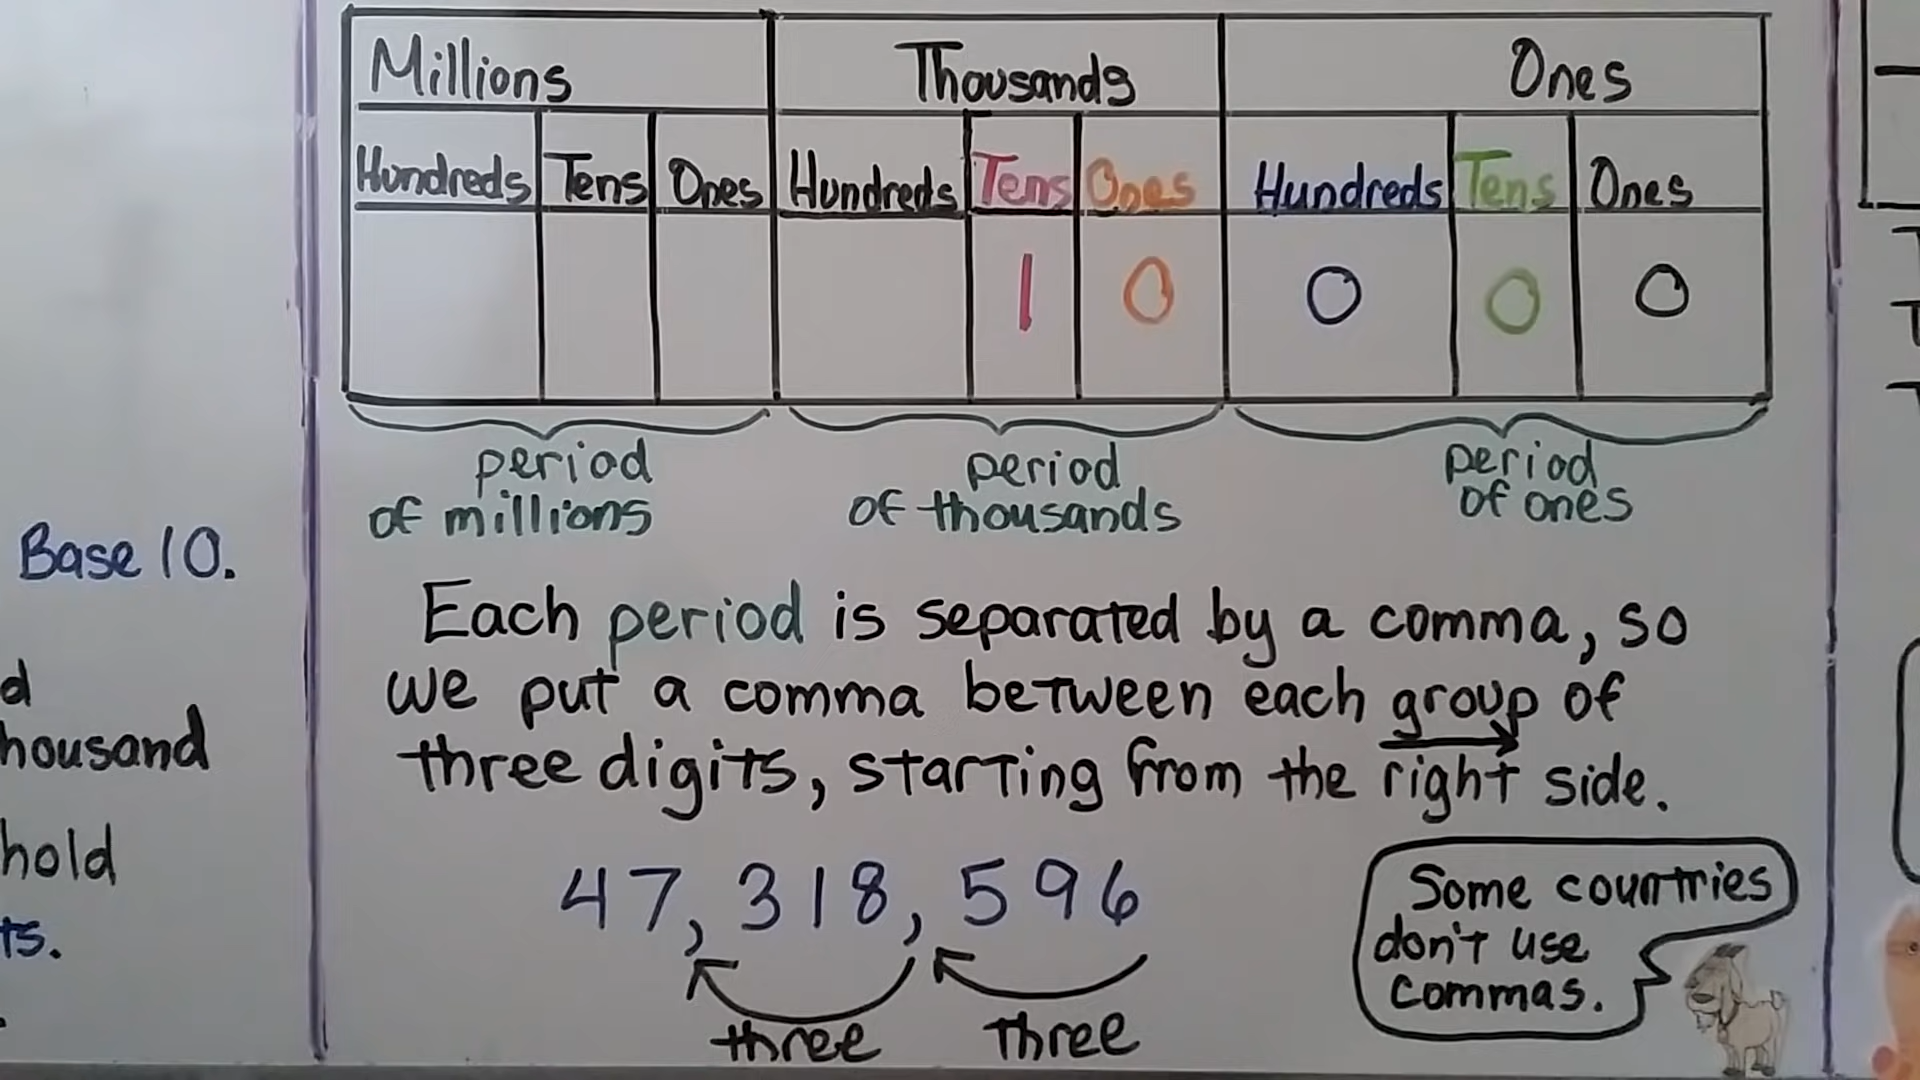 Millions Thousands Ones
Hundreds Tens Ones Hundreds Tens Ones Hundreds Tens Ones
1 0 0 0 0
period of millions
period of thousands
period of ones
Base 10.
housand
hold
ts.
Each period is separated by a comma, so
we put a comma between each group of
three digits, starting from the right side.
47,318,596
three three
Some countries
don't use
commas.